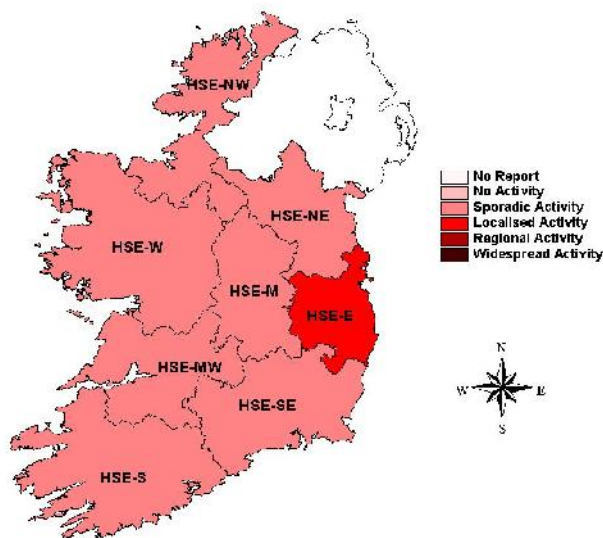 HSE-NW
HSE-NE
HSE-W
HSE-M
HSE-E
HSE-MW
HSE-SE
HSE-S
No Report
No Activity
Sporadic Activity
Localised Activity
Regional Activity
Widespread Activity
N
W E
S